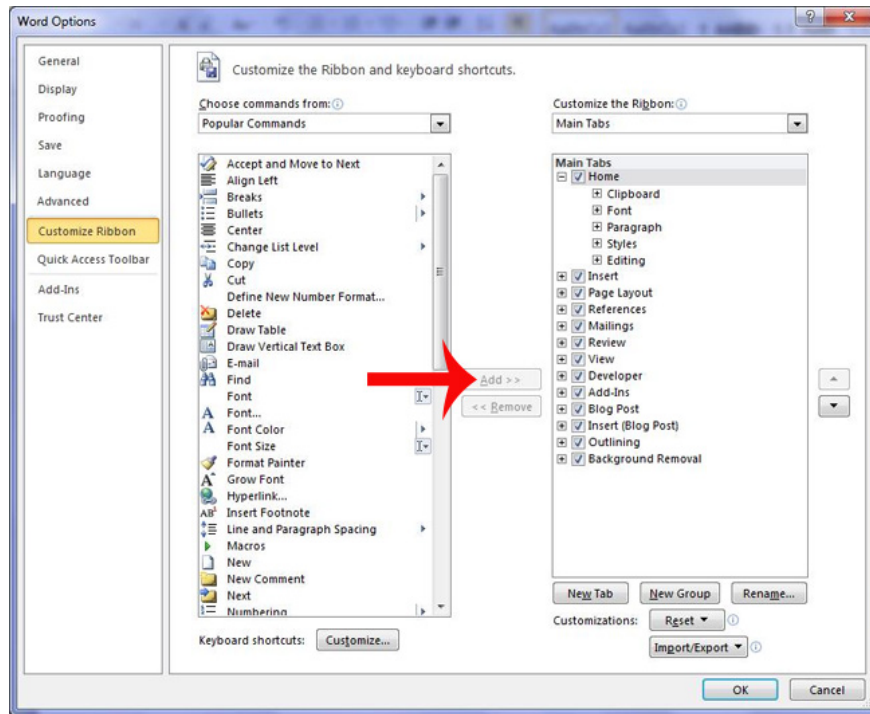 Word Options
General
Display
Proofing
Save
Language
Advanced
Customize Ribbon
Quick Access Toolbar
Add-Ins
Trust Center
Customize the Ribbon and keyboard shortcuts.
Choose commands from:
Popular Commands
Accept and Move to Next
Align Left
Breaks
Bullets
Center
Change List Level
Copy
Cut
Define New Number Format...
Delete
Draw Table
Draw Vertical Text Box
E-mail
Find
Font
Font...
Font Color
Font Size
Format Painter
Grow Font
Hyperlink...
Insert Footnote
Line and Paragraph Spacing
Macros
New
New Comment
Next
Numbering
Keyboard shortcuts: Customize...
Add >>
<< Remove
Customize the Ribbon:
Main Tabs
Main Tabs
Home
Clipboard
Font
Paragraph
Styles
Editing
Insert
Page Layout
References
Mailings
Review
View
Developer
Add-Ins
Blog Post
Insert (Blog Post)
Outlining
Background Removal
New Tab New Group Rename...
Customizations: Reset
Import/Export
OK Cancel